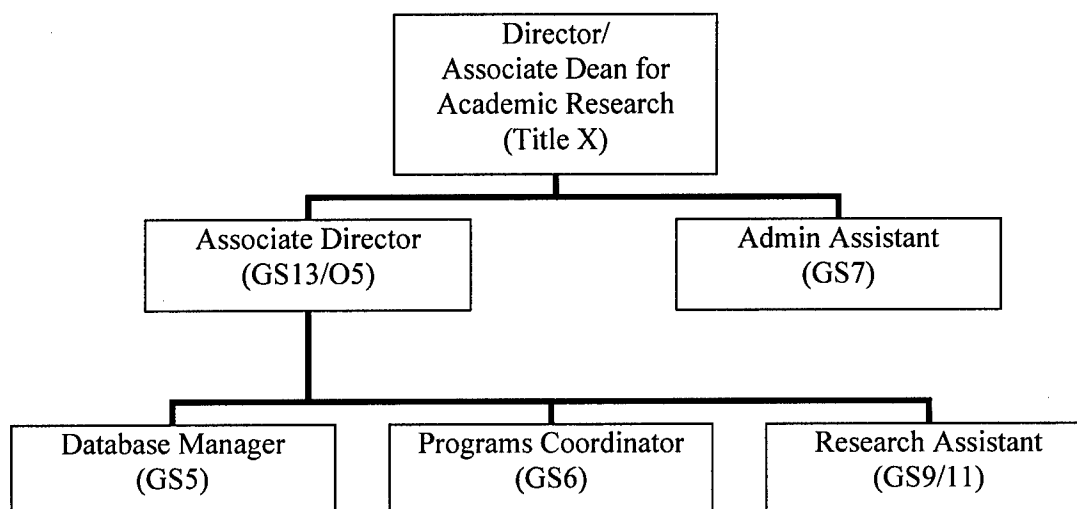 Director/
Associate Dean for
Academic Research
(Title X)
Associate Director
(GS13/O5)
Admin Assistant
(GS7)
Database Manager
(GS5)
Programs Coordinator
(GS6)
Research Assistant
(GS9/11)